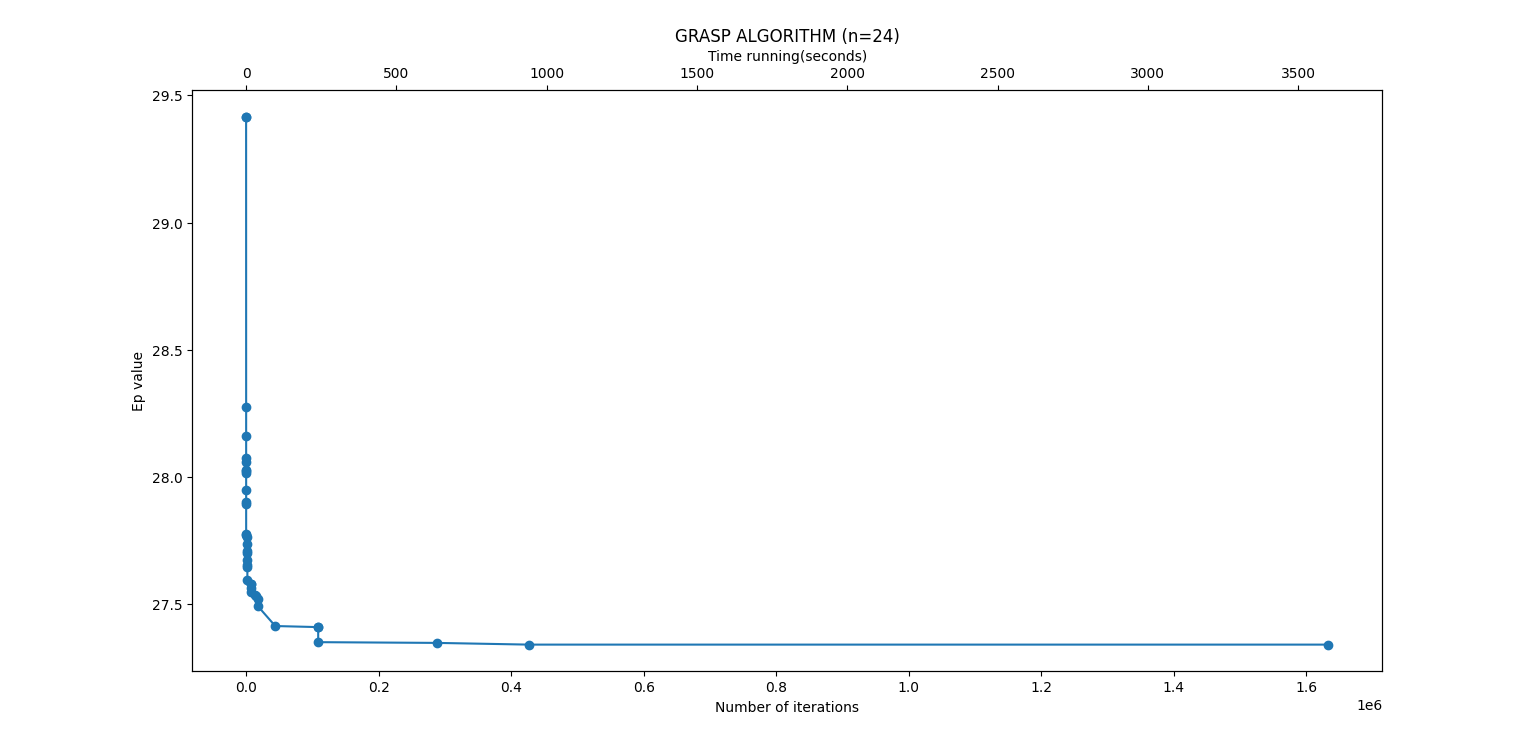 GRASP ALGORITHM (n=24)
Time running(seconds)
0 500 1000 1500 2000 2500 3000 3500
29.5
29.0
28.5
28.0
27.5
Ep value
0.0 0.2 0.4 0.6 0.8 1.0 1.2 1.4 1.6
Number of iterations
1e6